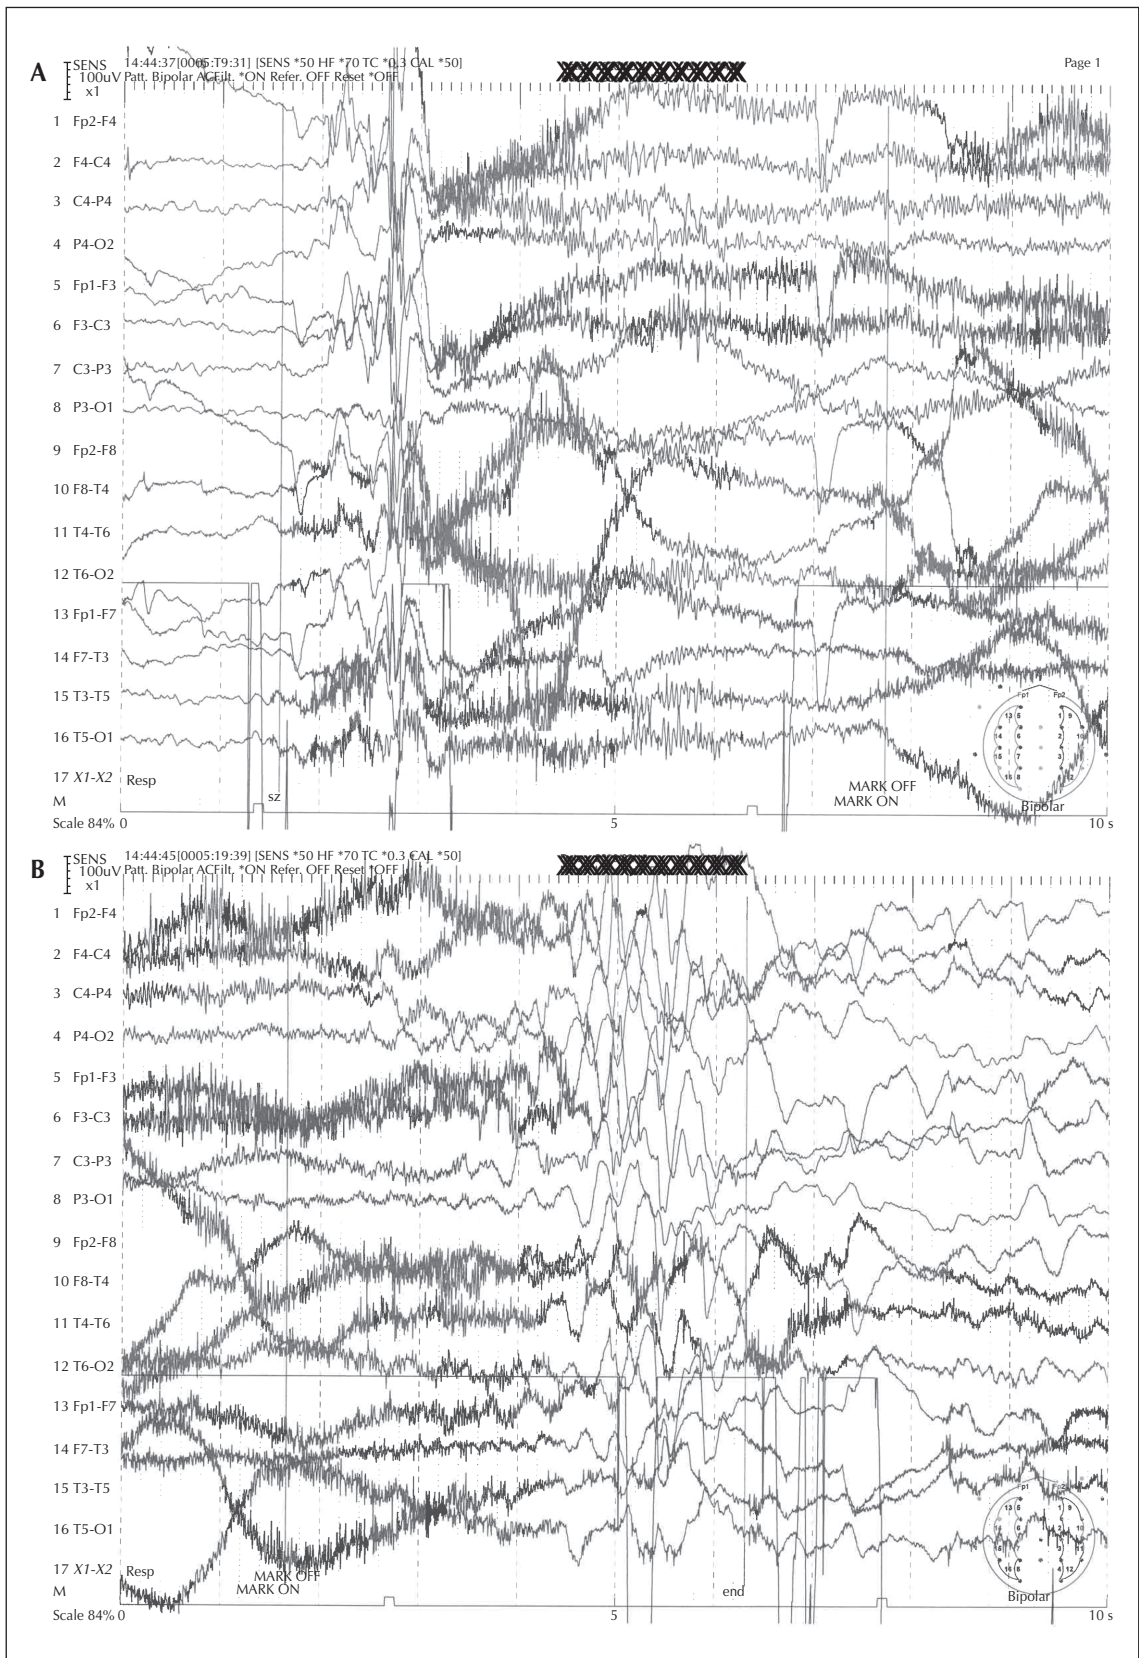 A
SENS 14:44:37[0005:T9:31] [SENS *50 HF *70 TC *0.3 CAL *50] Page 1
100uV Patt. Bipolar ACFilt. *ON Refer. OFF Reset *OFF
x1
1 Fp2-F4
2 F4-C4
3 C4-P4
4 P4-O2
5 Fp1-F3
6 F3-C3
7 C3-P3
8 P3-O1
9 Fp2-F8
10 F8-T4
11 T4-T6
12 T6-O2
13 Fp1-F7
14 F7-T3
15 T3-T5
16 T5-O1
17 X1-X2 Resp
MARK OFF
M sz MARK ON Bipolar
Scale 84% 0 5 10 s
B
SENS 14:44:45[0005:19:39] [SENS *50 HF *70 TC *0.3 CAL *50]
100uV Patt. Bipolar ACFilt. *ON Refer. OFF Reset *OFF
x1
1 Fp2-F4
2 F4-C4
3 C4-P4
4 P4-O2
5 Fp1-F3
6 F3-C3
7 C3-P3
8 P3-O1
9 Fp2-F8
10 F8-T4
11 T4-T6
12 T6-O2
13 Fp1-F7
14 F7-T3
15 T3-T5
16 T5-O1
17 X1-X2 Resp
MARK OFF
M MARK ON end Bipolar
Scale 84% 0 5 10 s